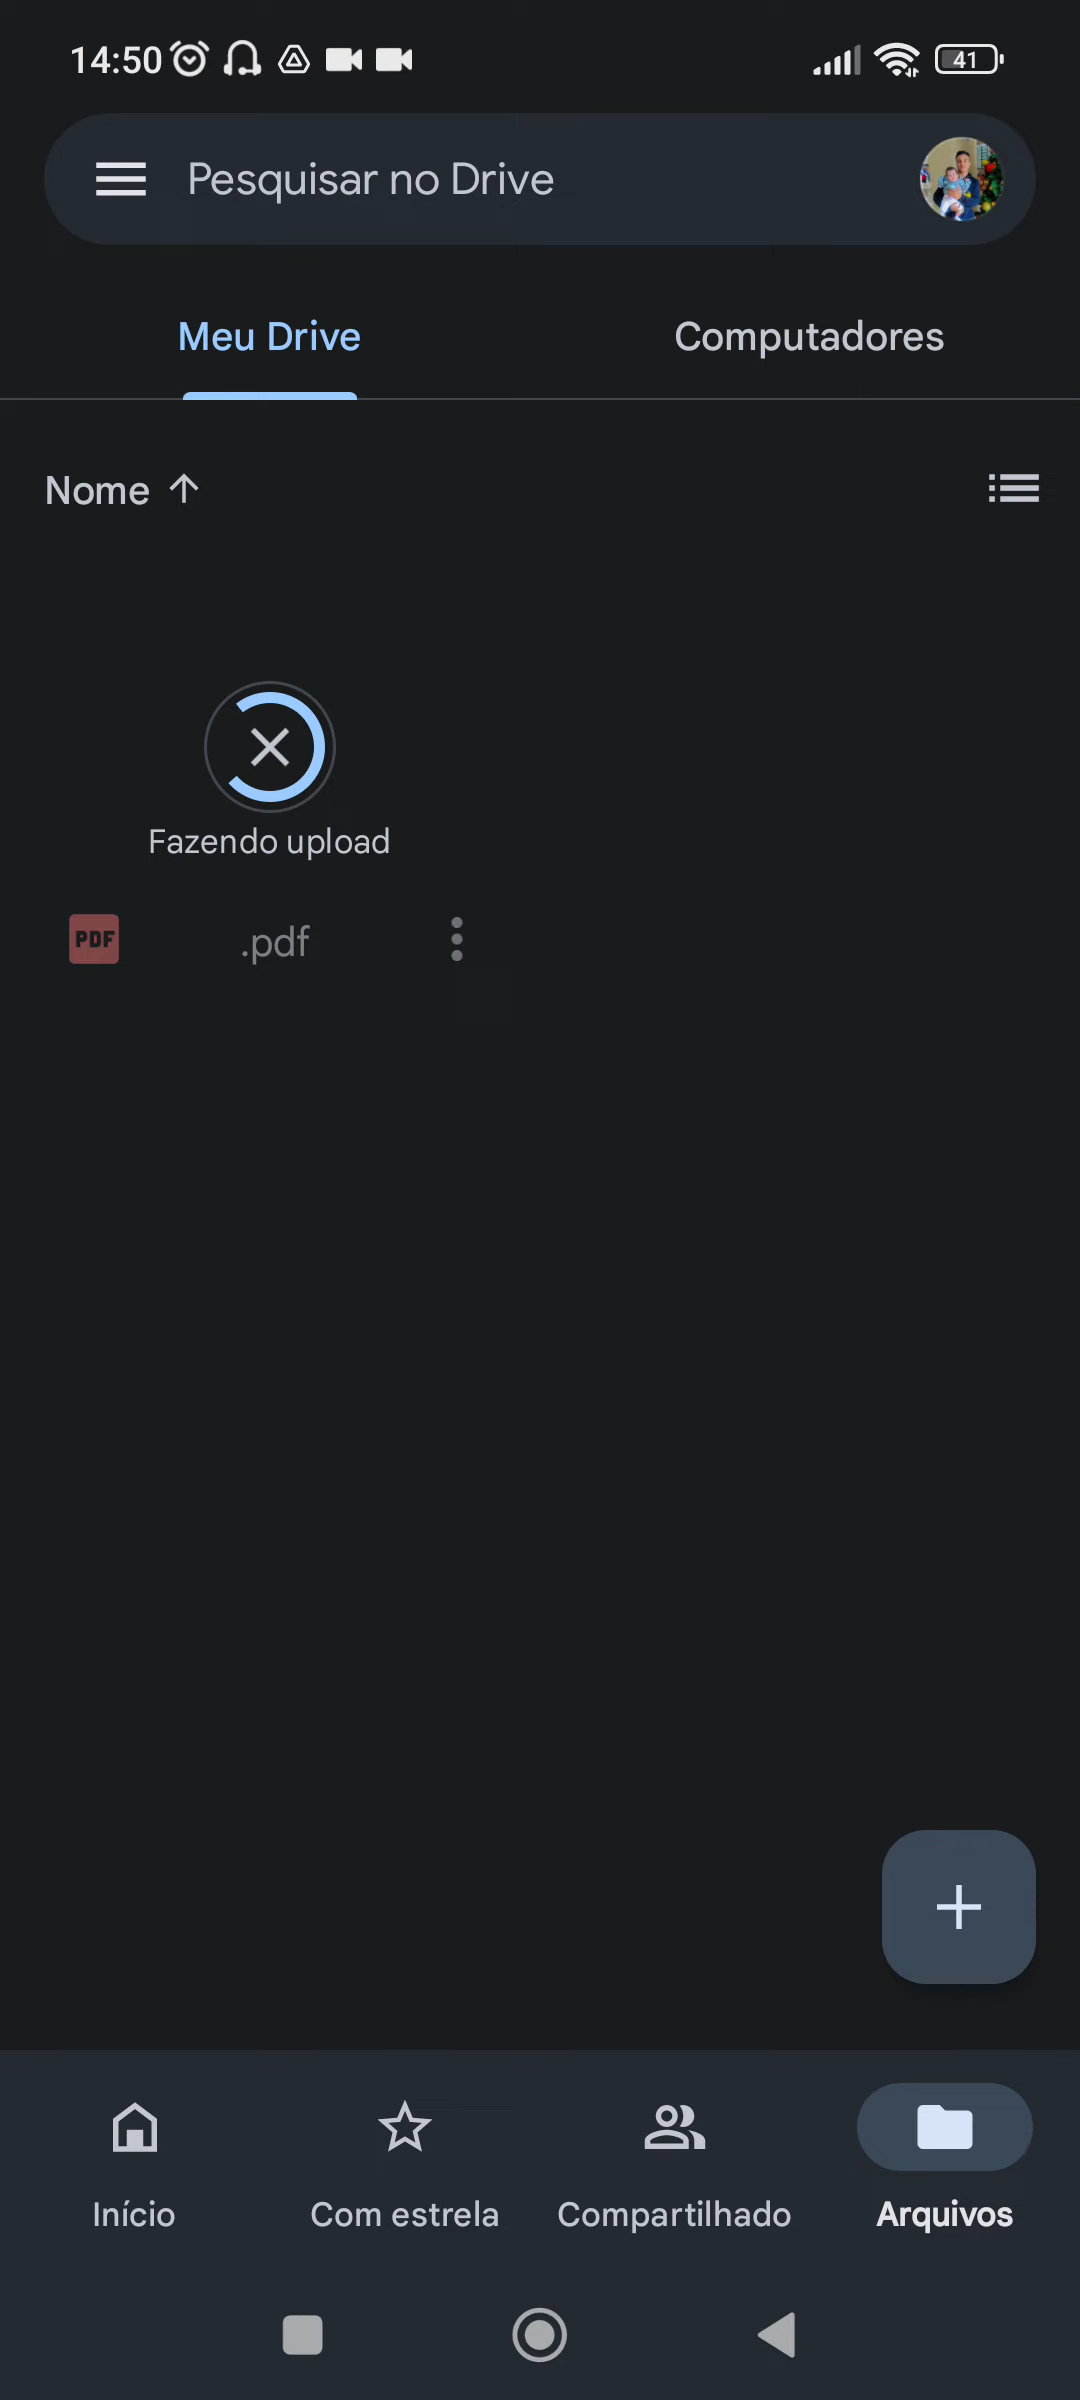 14:50
41
Pesquisar no Drive
Meu Drive
Computadores
Nome
Fazendo upload
PDF
.pdf
Início
Com estrela
Compartilhado
Arquivos